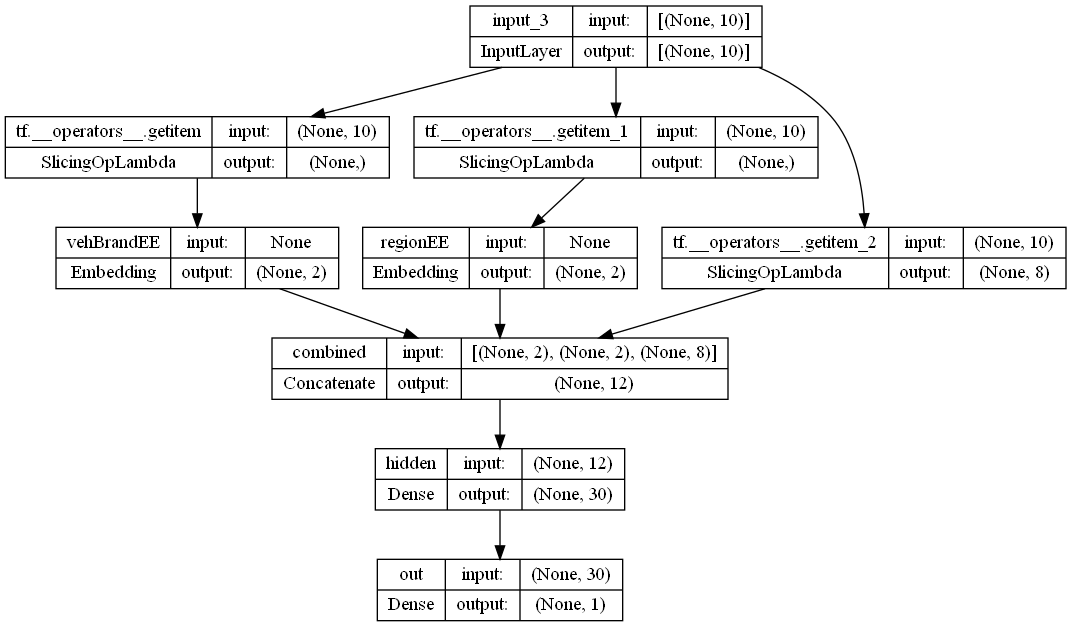 input_3 input: [(None, 10)]
InputLayer output: [(None, 10)]
tf.__operators__.getitem input: (None, 10)
SlicingOpLambda output: (None,)
tf.__operators__.getitem_1 input: (None, 10)
SlicingOpLambda output: (None,)
vehBrandEE input: None
Embedding output: (None, 2)
regionEE input: None
Embedding output: (None, 2)
tf.__operators__.getitem_2 input: (None, 10)
SlicingOpLambda output: (None, 8)
combined input: [(None, 2), (None, 2), (None, 8)]
Concatenate output: (None, 12)
hidden input: (None, 12)
Dense output: (None, 30)
out input: (None, 30)
Dense output: (None, 1)